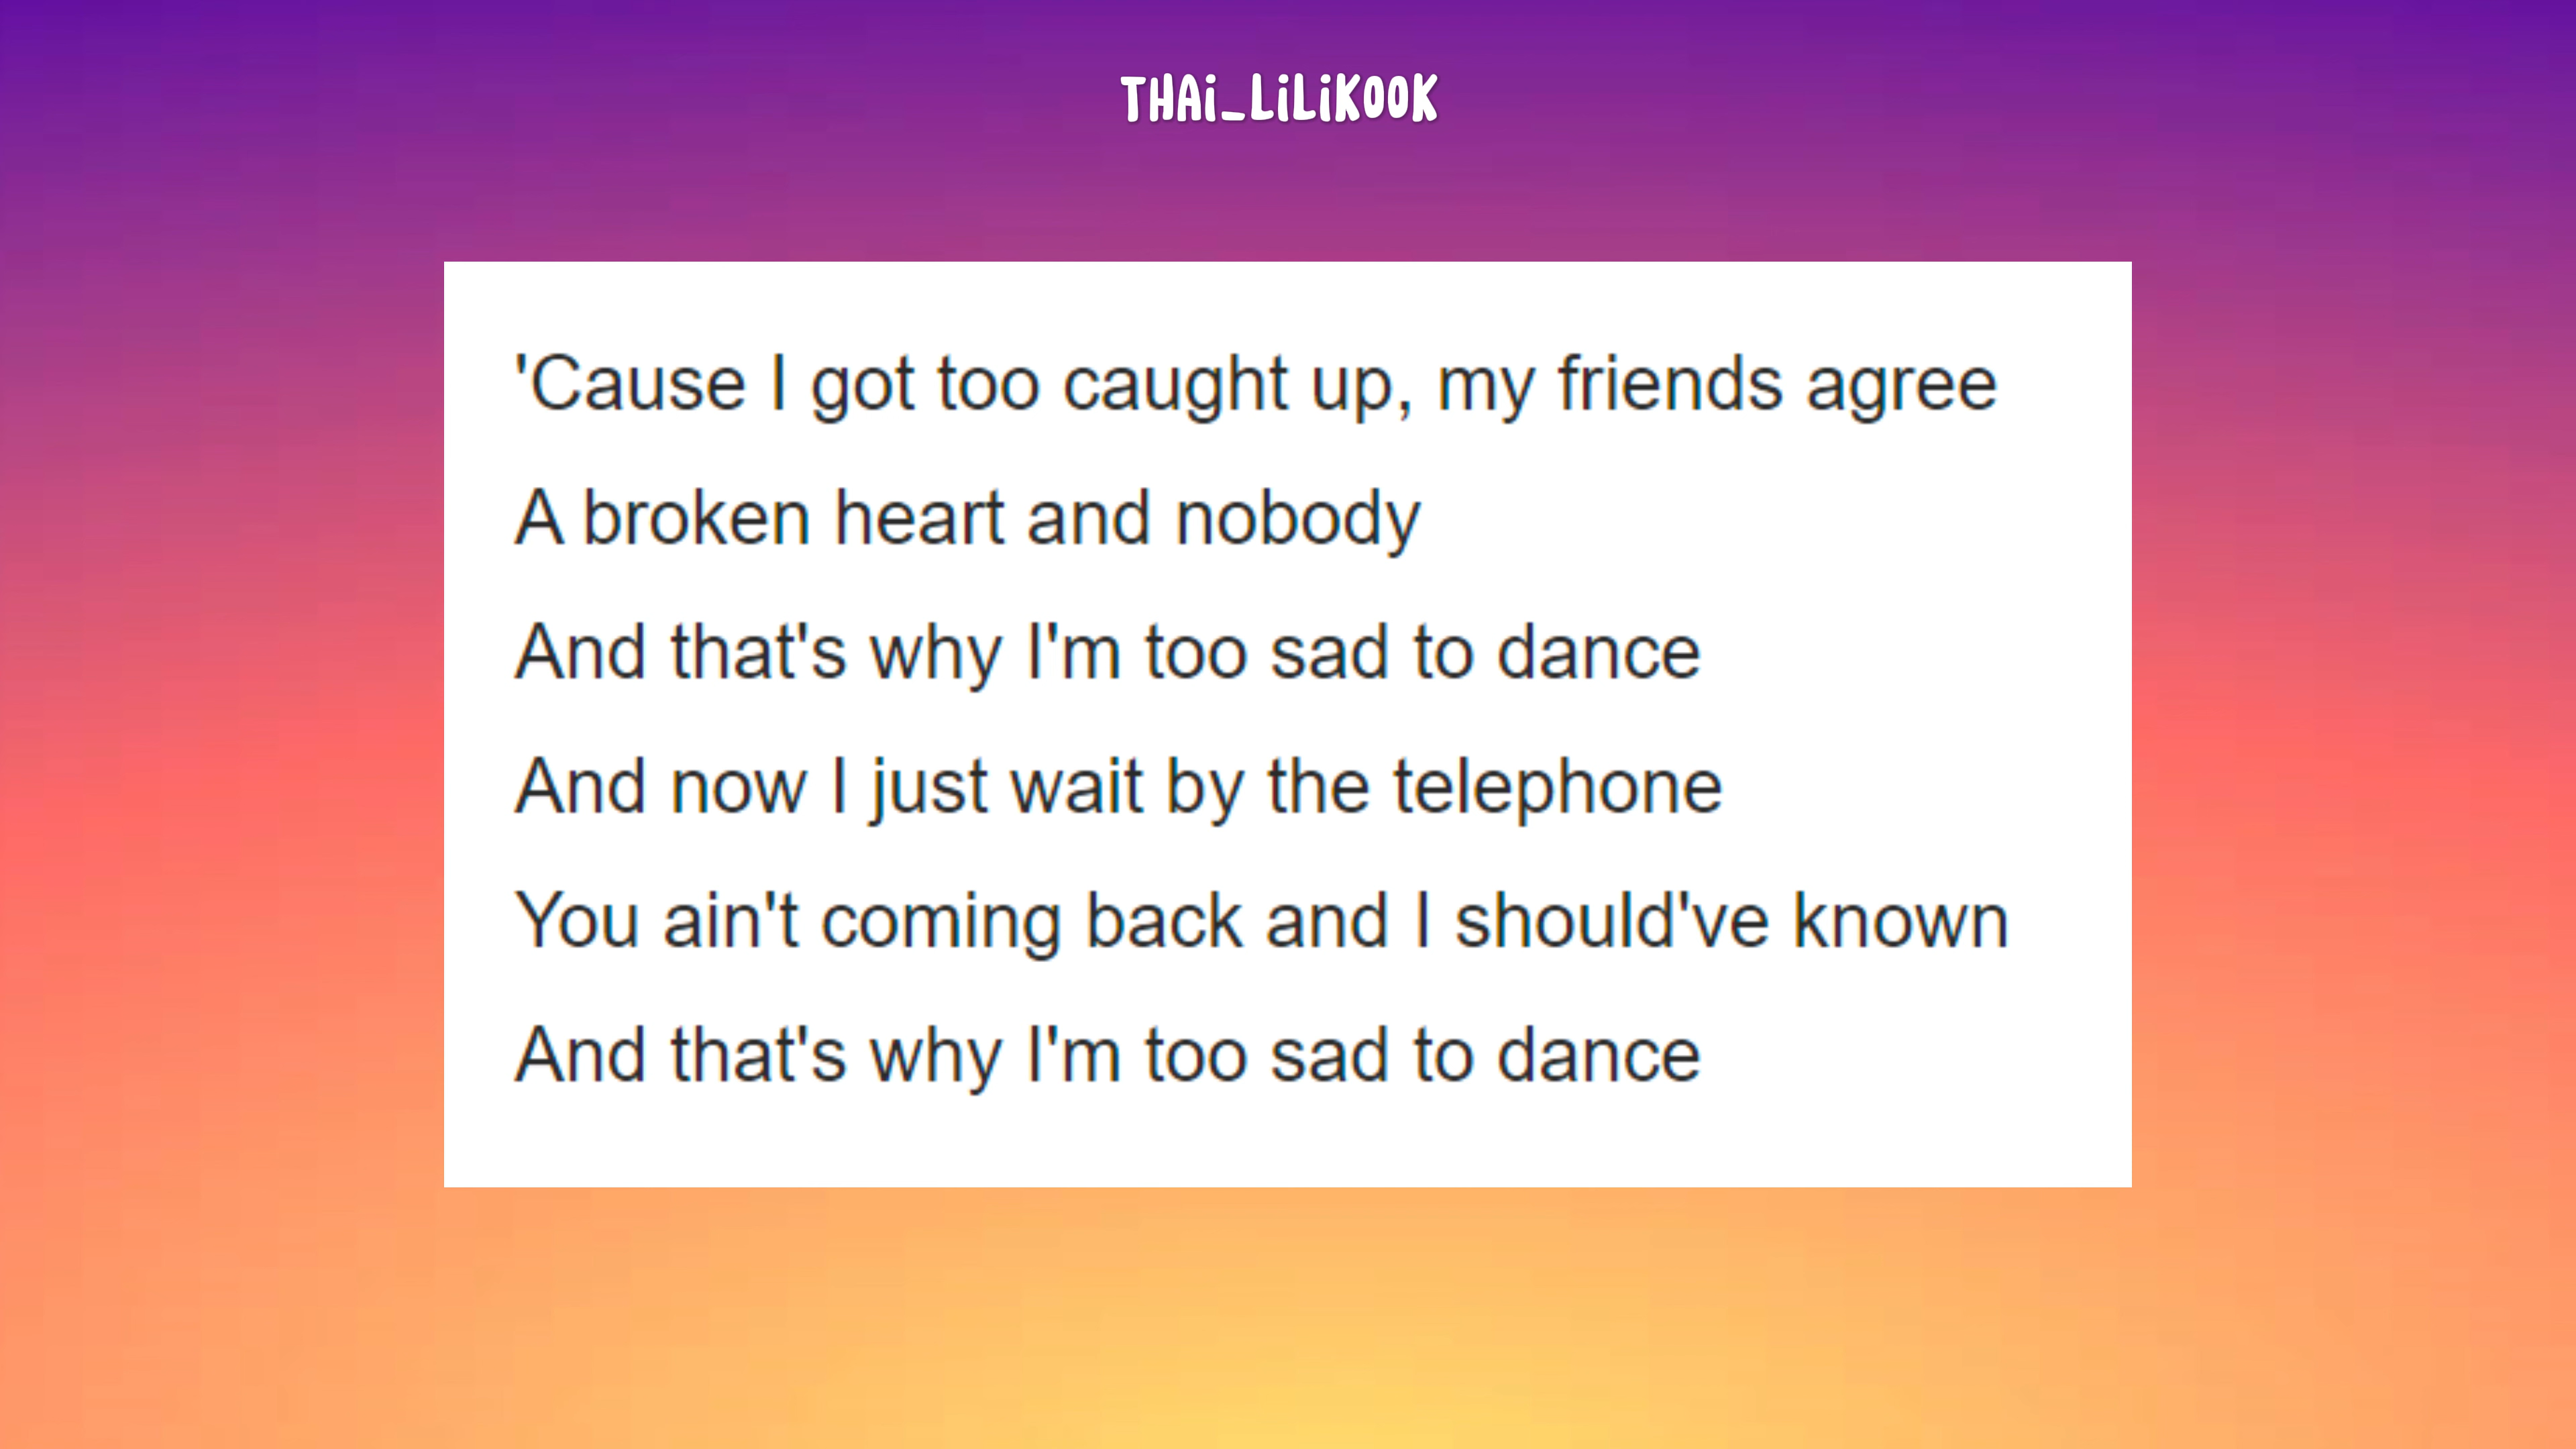 THAi_LiLiKOOK
'Cause I got too caught up, my friends agree
A broken heart and nobody
And that's why I'm too sad to dance
And now I just wait by the telephone
You ain't coming back and I should've known
And that's why I'm too sad to dance